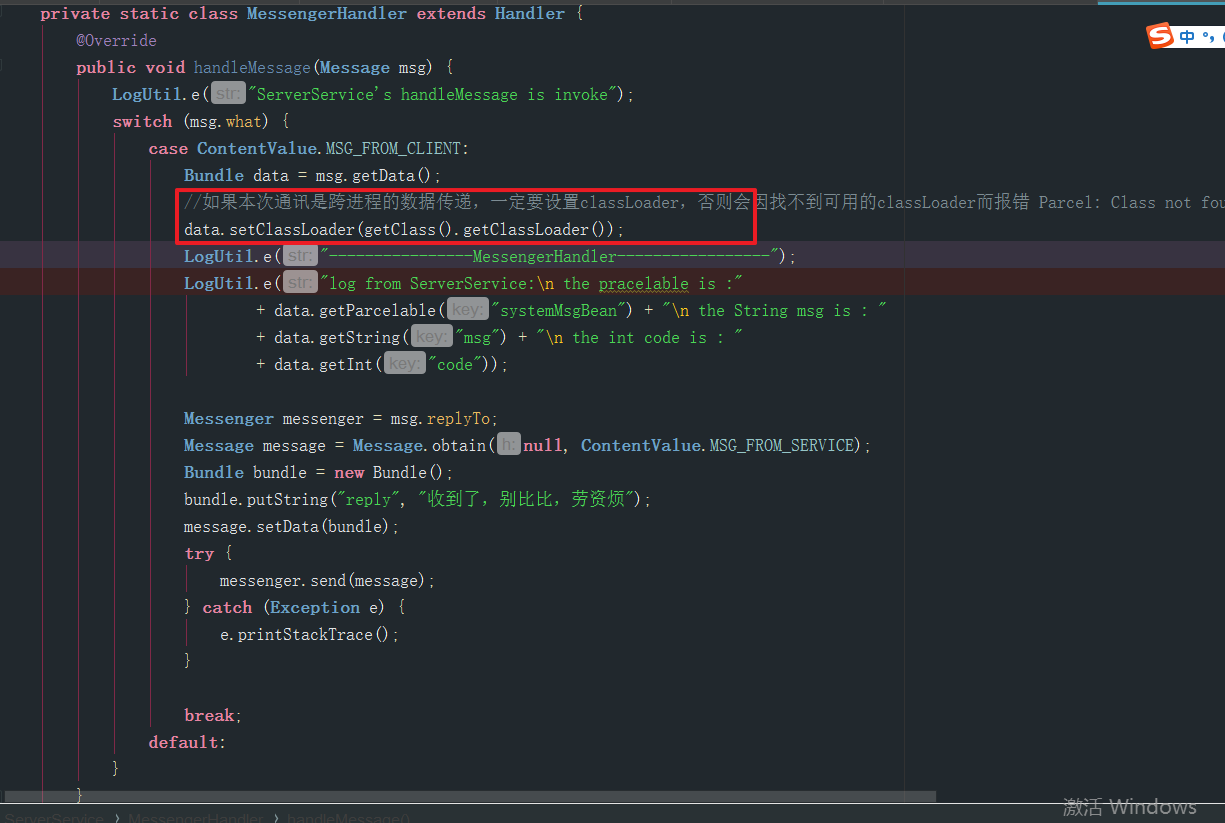 private static class MessengerHandler extends Handler {
@Override
public void handleMessage(Message msg) {
LogUtil.e( str: "ServerService's handleMessage is invoke");
switch (msg.what) {
case ContentValue.MSG_FROM_CLIENT:
Bundle data = msg.getData();
//如果本次通讯是跨进程的数据传递，一定要设置classLoader，否则会因找不到可用的classLoader而报错 Parcel: Class not fou
data.setClassLoader(getClass().getClassLoader());
LogUtil.e( str: "----------------MessengerHandler-----------------");
LogUtil.e( str: "log from ServerService:\n the pracelable is :"
+ data.getParcelable( key: "systemMsgBean") + "\n the String msg is : "
+ data.getString( key: "msg") + "\n the int code is : "
+ data.getInt( key: "code"));
Messenger messenger = msg.replyTo;
Message message = Message.obtain( h: null, ContentValue.MSG_FROM_SERVICE);
Bundle bundle = new Bundle();
bundle.putString("reply", "收到了，别比比，劳资烦");
message.setData(bundle);
try {
messenger.send(message);
} catch (Exception e) {
e.printStackTrace();
}
break;
default:
}
}
ServerService › MessengerHandler › handleMessage()
激活 Windows
S 中 °，